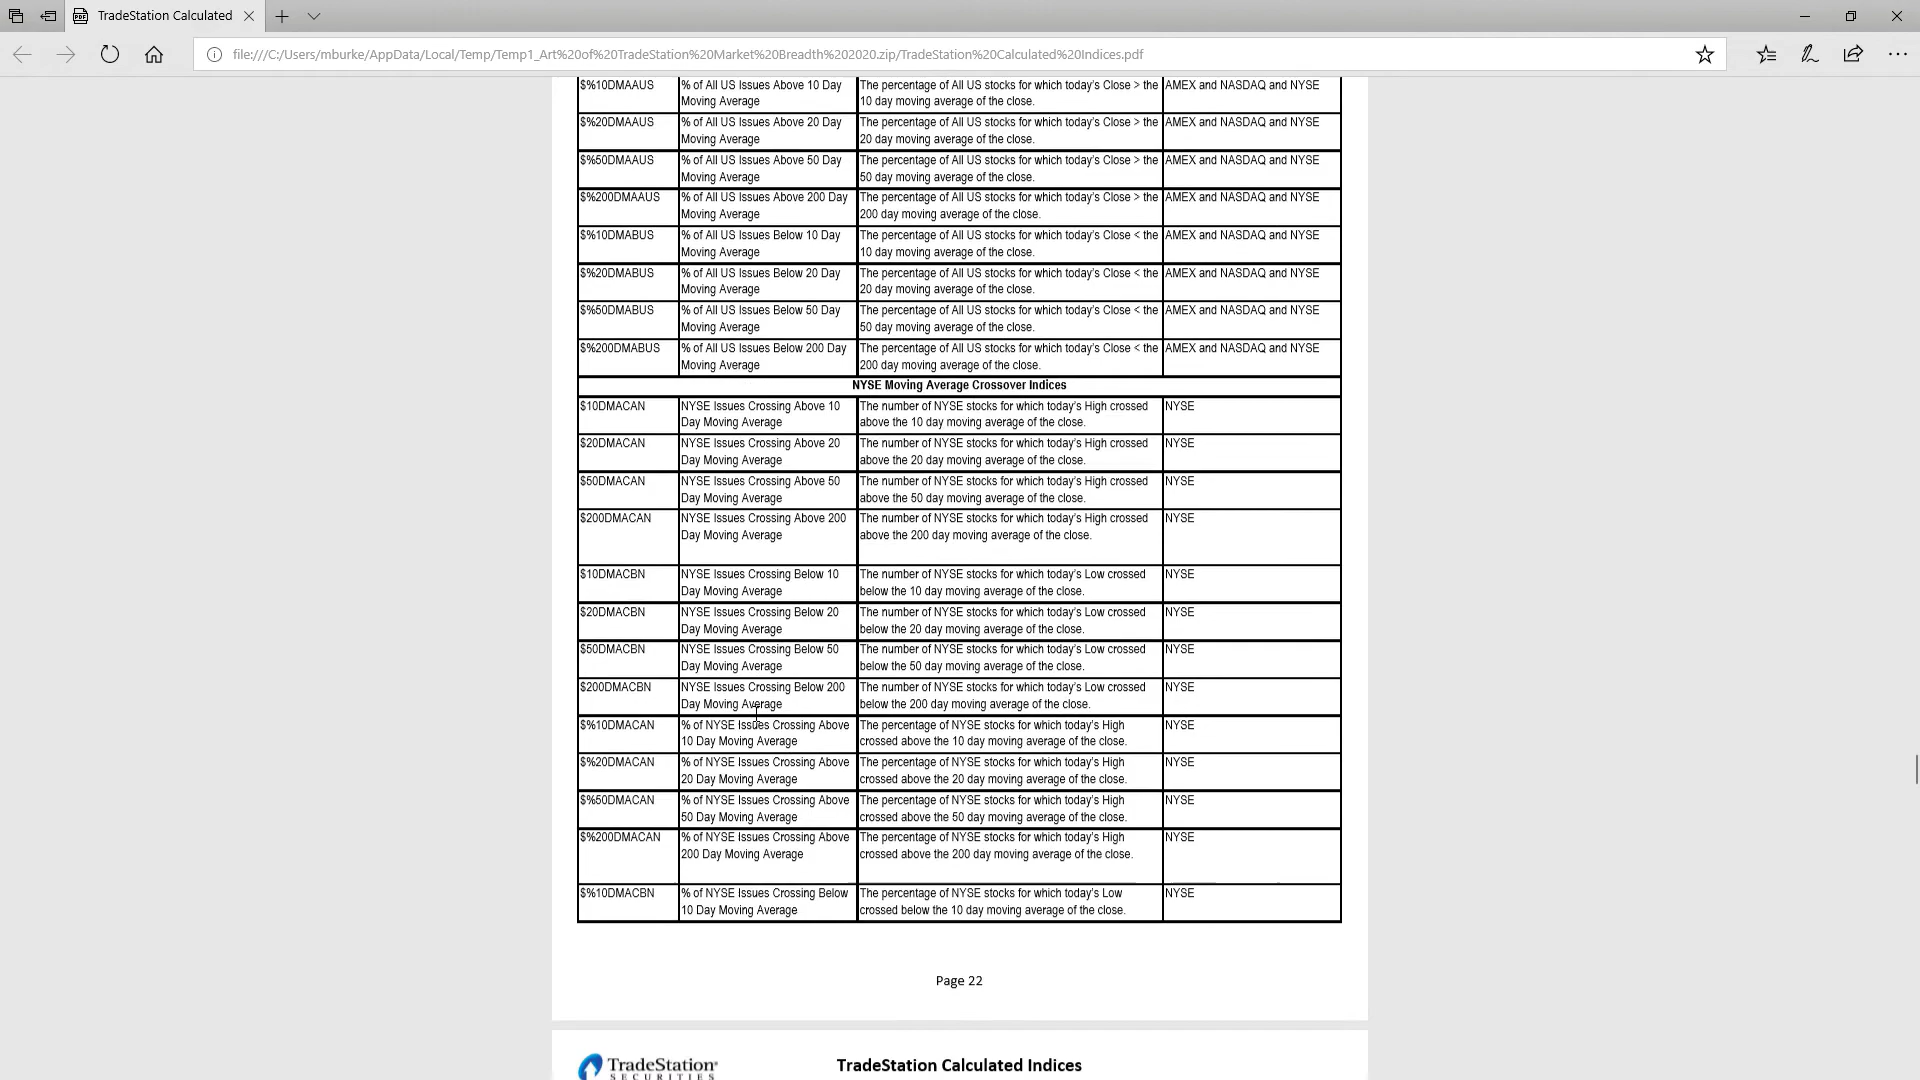 TradeStation Calculated
file:///C:/Users/mburke/AppData/Local/Temp/Temp1_Art%20of%20TradeStation%20Market%20Breadth%202020.zip/TradeStation%20Calculated%20Indices.pdf
$%10DMAAUS % of All US Issues Above 10 Day The percentage of All US stocks for which today's Close > the AMEX and NASDAQ and NYSE
Moving Average 10 day moving average of the close.
$%20DMAAUS % of All US Issues Above 20 Day The percentage of All US stocks for which today's Close > the AMEX and NASDAQ and NYSE
Moving Average 20 day moving average of the close.
$%50DMAAUS % of All US Issues Above 50 Day The percentage of All US stocks for which today's Close > the AMEX and NASDAQ and NYSE
Moving Average 50 day moving average of the close.
$%200DMAAUS % of All US Issues Above 200 Day The percentage of All US stocks for which today's Close > the AMEX and NASDAQ and NYSE
Moving Average 200 day moving average of the close.
$%10DMABUS % of All US Issues Below 10 Day The percentage of All US stocks for which today's Close < the AMEX and NASDAQ and NYSE
Moving Average 10 day moving average of the close.
$%20DMABUS % of All US Issues Below 20 Day The percentage of All US stocks for which today's Close < the AMEX and NASDAQ and NYSE
Moving Average 20 day moving average of the close.
$%50DMABUS % of All US Issues Below 50 Day The percentage of All US stocks for which today's Close < the AMEX and NASDAQ and NYSE
Moving Average 50 day moving average of the close.
$%200DMABUS % of All US Issues Below 200 Day The percentage of All US stocks for which today's Close < the AMEX and NASDAQ and NYSE
Moving Average 200 day moving average of the close.
NYSE Moving Average Crossover Indices
$10DMACAN NYSE Issues Crossing Above 10 The number of NYSE stocks for which today's High crossed NYSE
Day Moving Average above the 10 day moving average of the close.
$20DMACAN NYSE Issues Crossing Above 20 The number of NYSE stocks for which today's High crossed NYSE
Day Moving Average above the 20 day moving average of the close.
$50DMACAN NYSE Issues Crossing Above 50 The number of NYSE stocks for which today's High crossed NYSE
Day Moving Average above the 50 day moving average of the close.
$200DMACAN NYSE Issues Crossing Above 200 The number of NYSE stocks for which today's High crossed NYSE
Day Moving Average above the 200 day moving average of the close.
$10DMACBN NYSE Issues Crossing Below 10 The number of NYSE stocks for which today's Low crossed NYSE
Day Moving Average below the 10 day moving average of the close.
$20DMACBN NYSE Issues Crossing Below 20 The number of NYSE stocks for which today's Low crossed NYSE
Day Moving Average below the 20 day moving average of the close.
$50DMACBN NYSE Issues Crossing Below 50 The number of NYSE stocks for which today's Low crossed NYSE
Day Moving Average below the 50 day moving average of the close.
$200DMACBN NYSE Issues Crossing Below 200 The number of NYSE stocks for which today's Low crossed NYSE
Day Moving Average below the 200 day moving average of the close.
$%10DMACAN % of NYSE Issues Crossing Above The percentage of NYSE stocks for which today's High NYSE
10 Day Moving Average crossed above the 10 day moving average of the close.
$%20DMACAN % of NYSE Issues Crossing Above The percentage of NYSE stocks for which today's High NYSE
20 Day Moving Average crossed above the 20 day moving average of the close.
$%50DMACAN % of NYSE Issues Crossing Above The percentage of NYSE stocks for which today's High NYSE
50 Day Moving Average crossed above the 50 day moving average of the close.
$%200DMACAN % of NYSE Issues Crossing Above The percentage of NYSE stocks for which today's High NYSE
200 Day Moving Average crossed above the 200 day moving average of the close.
$%10DMACBN % of NYSE Issues Crossing Below The percentage of NYSE stocks for which today's Low NYSE
10 Day Moving Average crossed below the 10 day moving average of the close.
Page 22
TradeStation TradeStation Calculated Indices
SECURITIES